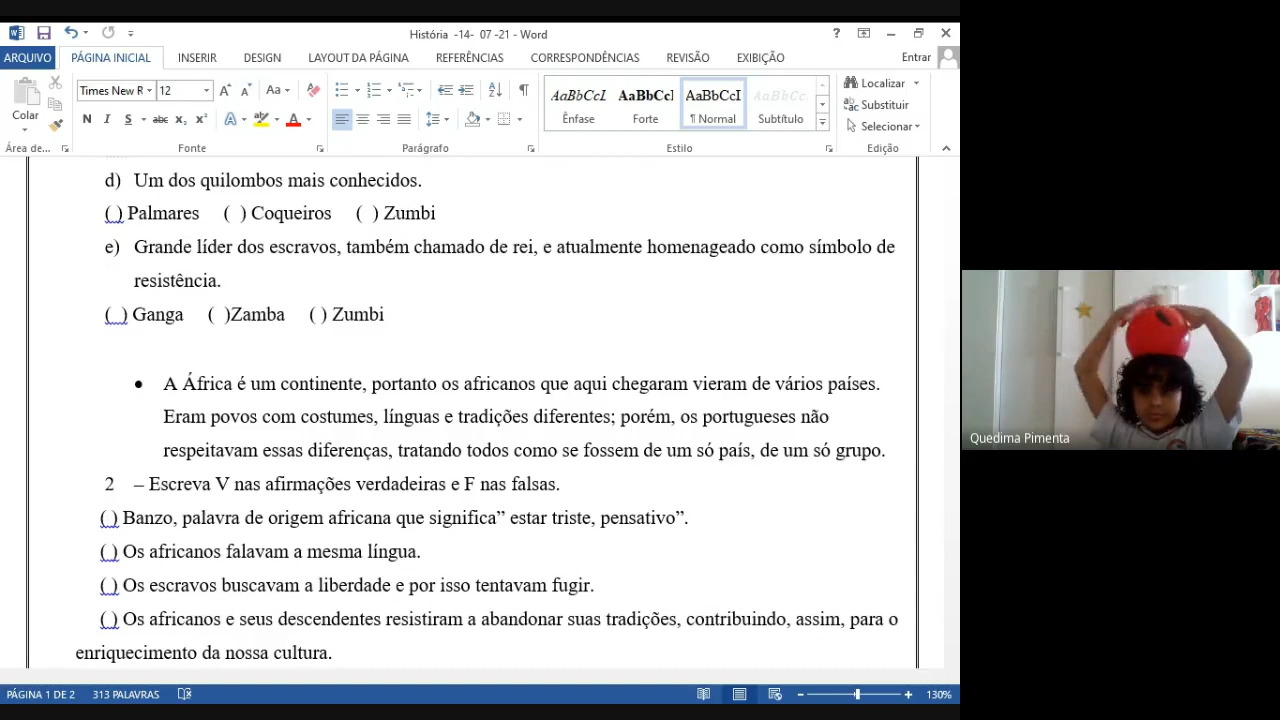 História -14- 07 -21 - Word
ARQUIVO PÁGINA INICIAL INSERIR DESIGN LAYOUT DA PÁGINA REFERÊNCIAS CORRESPONDÊNCIAS REVISÃO EXIBIÇÃO Entrar
Colar
Times New R 12
N I S abc x₂ x²
AaBbCcI AaBbCcI AaBbCcI AaBbCc
Ênfase Forte ¶ Normal Subtítulo
Localizar
Substituir
Selecionar
Área de... Fonte Parágrafo Estilo Edição
d) Um dos quilombos mais conhecidos.
( ) Palmares ( ) Coqueiros ( ) Zumbi
e) Grande líder dos escravos, também chamado de rei, e atualmente homenageado como símbolo de
resistência.
( ) Ganga ( )Zamba ( ) Zumbi
• A África é um continente, portanto os africanos que aqui chegaram vieram de vários países.
Eram povos com costumes, línguas e tradições diferentes; porém, os portugueses não
respeitavam essas diferenças, tratando todos como se fossem de um só país, de um só grupo.
2 – Escreva V nas afirmações verdadeiras e F nas falsas.
( ) Banzo, palavra de origem africana que significa” estar triste, pensativo”.
( ) Os africanos falavam a mesma língua.
( ) Os escravos buscavam a liberdade e por isso tentavam fugir.
( ) Os africanos e seus descendentes resistiram a abandonar suas tradições, contribuindo, assim, para o
enriquecimento da nossa cultura.
PÁGINA 1 DE 2 313 PALAVRAS 130%
Quedima Pimenta